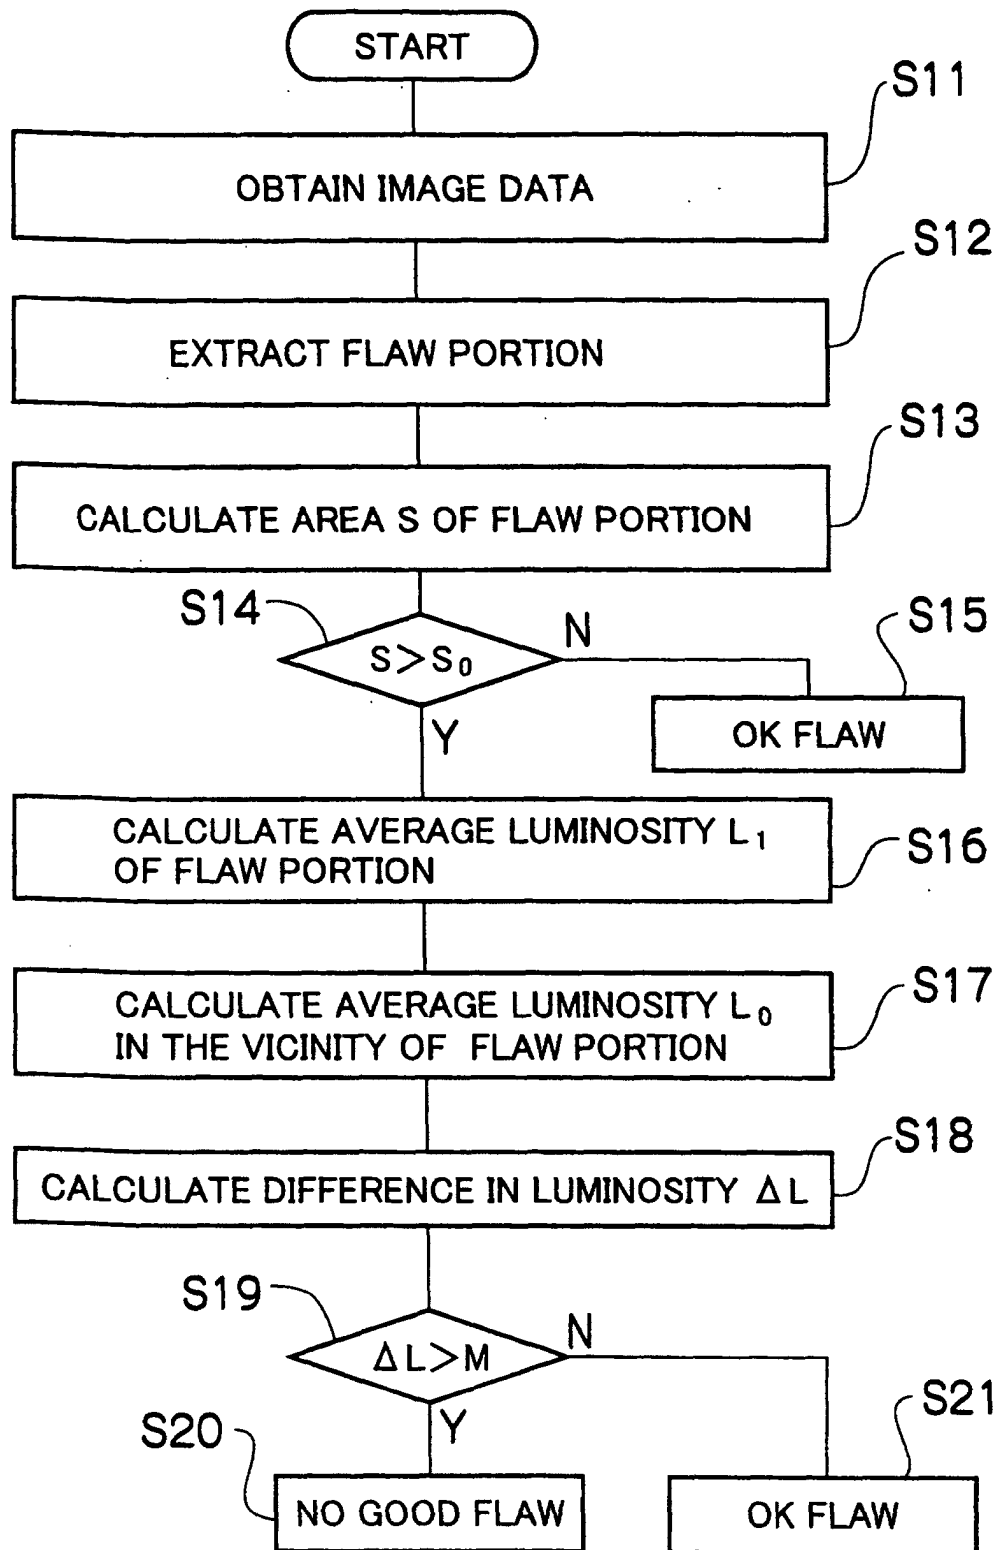 START
S11
OBTAIN IMAGE DATA
S12
EXTRACT FLAW PORTION
S13
CALCULATE AREA S OF FLAW PORTION
S14
S>S₀
N
S15
OK FLAW
Y
CALCULATE AVERAGE LUMINOSITY L₁
OF FLAW PORTION
S16
CALCULATE AVERAGE LUMINOSITY L₀
IN THE VICINITY OF FLAW PORTION
S17
S18
CALCULATE DIFFERENCE IN LUMINOSITY ΔL
S19
ΔL>M
N
Y
S20
NO GOOD FLAW
S21
OK FLAW